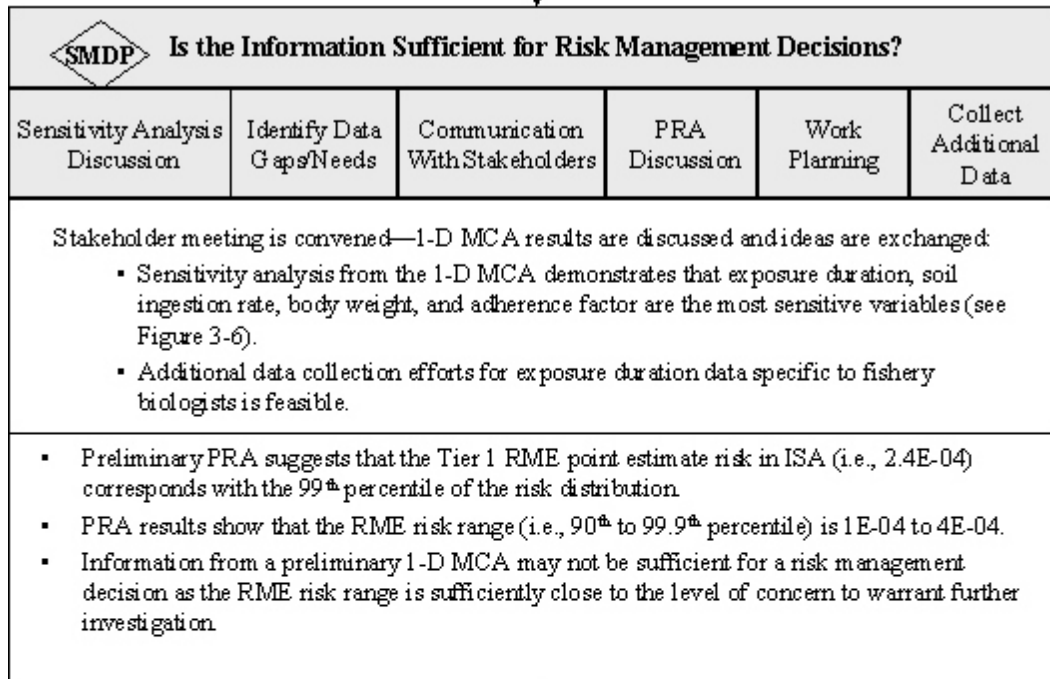 SMDP Is the Information Sufficient for Risk Management Decisions?
Sensitivity Analysis
Discussion
Identify Data
Gaps/Needs
Communication
With Stakeholders
PRA
Discussion
Work
Planning
Collect
Additional
Data
Stakeholder meeting is convened—1-D MCA results are discussed and ideas are exchanged:
▪ Sensitivity analysis from the 1-D MCA demonstrates that exposure duration, soil
ingestion rate, body weight, and adherence factor are the most sensitive variables (see
Figure 3-6).
▪ Additional data collection efforts for exposure duration data specific to fishery
biologists is feasible.
▪ Preliminary PRA suggests that the Tier 1 RME point estimate risk in ISA (i.e., 2.4E-04)
corresponds with the 99th percentile of the risk distribution.
▪ PRA results show that the RME risk range (i.e., 90th to 99.9th percentile) is 1E-04 to 4E-04.
▪ Information from a preliminary 1-D MCA may not be sufficient for a risk management
decision as the RME risk range is sufficiently close to the level of concern to warrant further
investigation.